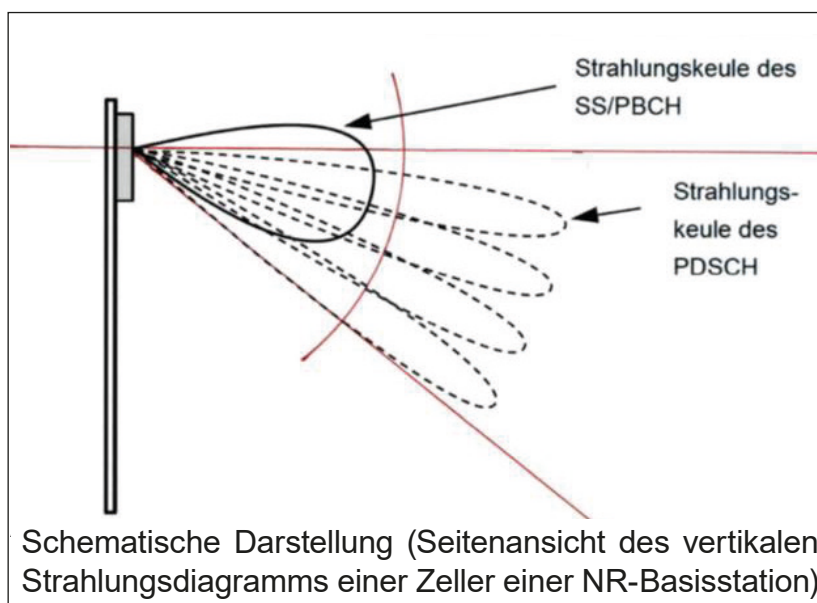 Strahlungskeule des
SS/PBCH
Strahlungs-
keule des
PDSCH
Schematische Darstellung (Seitenansicht des vertikalen
Strahlungsdiagramms einer Zeller einer NR-Basisstation)